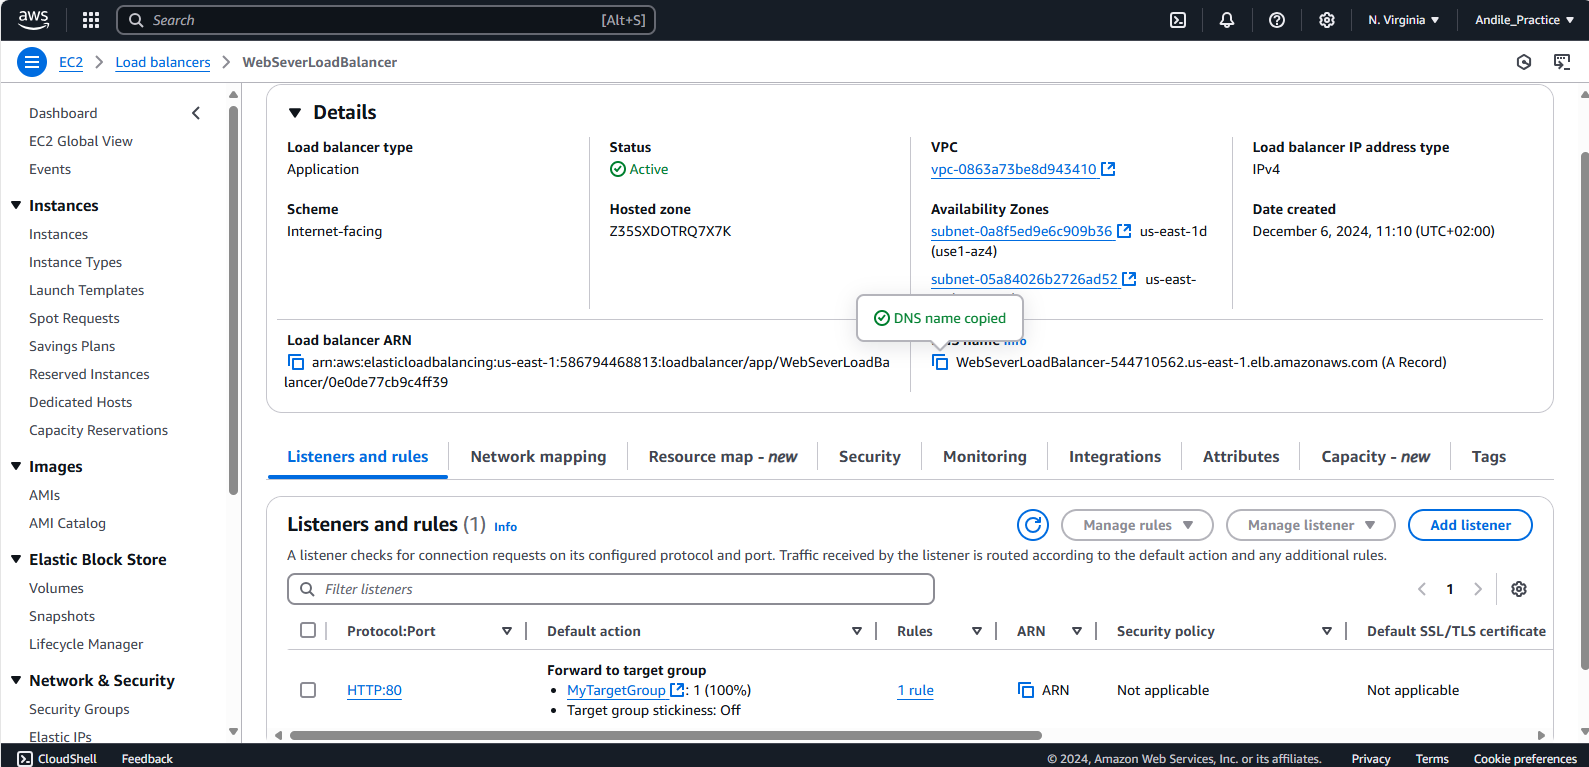 aws
Search [Alt+S]
N. Virginia
Andile_Practice
EC2 > Load balancers > WebSeverLoadBalancer
Dashboard
EC2 Global View
Events
Instances
Instances
Instance Types
Launch Templates
Spot Requests
Savings Plans
Reserved Instances
Dedicated Hosts
Capacity Reservations
Images
AMIs
AMI Catalog
Elastic Block Store
Volumes
Snapshots
Lifecycle Manager
Network & Security
Security Groups
Elastic IPs
Details
Load balancer type
Application
Status
Active
VPC
vpc-0863a73be8d943410
Load balancer IP address type
IPv4
Scheme
Internet-facing
Hosted zone
Z35SXDOTRQ7X7K
Availability Zones
subnet-0a8f5ed9e6c909b36 us-east-1d
(use1-az4)
subnet-05a84026b2726ad52 us-east-
Date created
December 6, 2024, 11:10 (UTC+02:00)
DNS name copied
Load balancer ARN
arn:aws:elasticloadbalancing:us-east-1:586794468813:loadbalancer/app/WebSeverLoadBa
lancer/0e0de77cb9c4ff39
name Info
WebSeverLoadBalancer-544710562.us-east-1.elb.amazonaws.com (A Record)
Listeners and rules
Network mapping
Resource map - new
Security
Monitoring
Integrations
Attributes
Capacity - new
Tags
Listeners and rules (1) Info
Manage rules
Manage listener
Add listener
A listener checks for connection requests on its configured protocol and port. Traffic received by the listener is routed according to the default action and any additional rules.
Filter listeners
1
Protocol:Port
Default action
Rules
ARN
Security policy
Default SSL/TLS certificate
HTTP:80
Forward to target group
• MyTargetGroup : 1 (100%)
• Target group stickiness: Off
1 rule
ARN
Not applicable
Not applicable
CloudShell
Feedback
© 2024, Amazon Web Services, Inc. or its affiliates.
Privacy
Terms
Cookie preferences